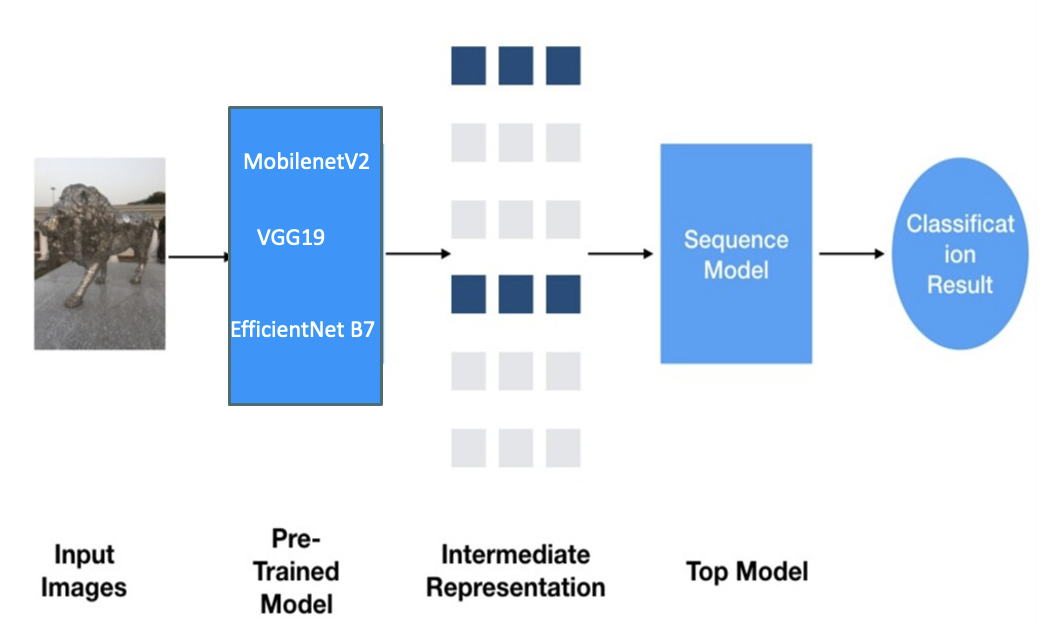 MobilenetV2
VGG19
EfficientNet B7
Sequence
Model
Classificat
ion
Result
Input
Images
Pre-
Trained
Model
Intermediate
Representation
Top Model